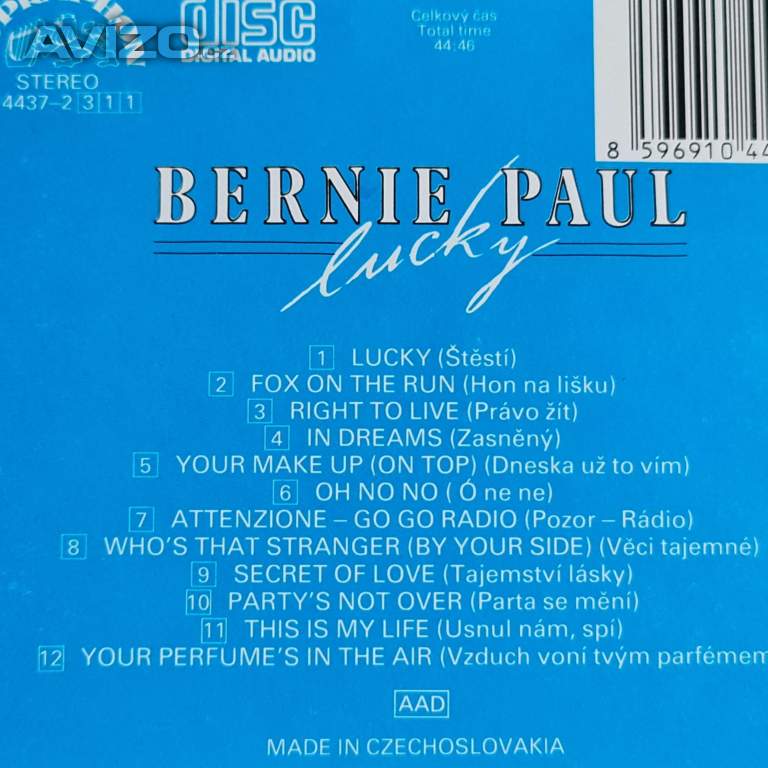 AVÍZO
DISC
DIGITAL AUDIO
Celkový čas
Total time
44:46
STEREO
4437-2 3 1 1
8 596910 44
BERNIE PAUL
lucky
1 LUCKY (Štěstí)
2 FOX ON THE RUN (Hon na lišku)
3 RIGHT TO LIVE (Právo žít)
4 IN DREAMS (Zasněný)
5 YOUR MAKE UP (ON TOP) (Dneska už to vím)
6 OH NO NO ( Ó ne ne)
7 ATTENZIONE – GO GO RADIO (Pozor – Rádio)
8 WHO'S THAT STRANGER (BY YOUR SIDE) (Věci tajemné)
9 SECRET OF LOVE (Tajemství lásky)
10 PARTY'S NOT OVER (Parta se mění)
11 THIS IS MY LIFE (Usnul nám, spí)
12 YOUR PERFUME'S IN THE AIR (Vzduch voní tvým parfémem
AAD
MADE IN CZECHOSLOVAKIA